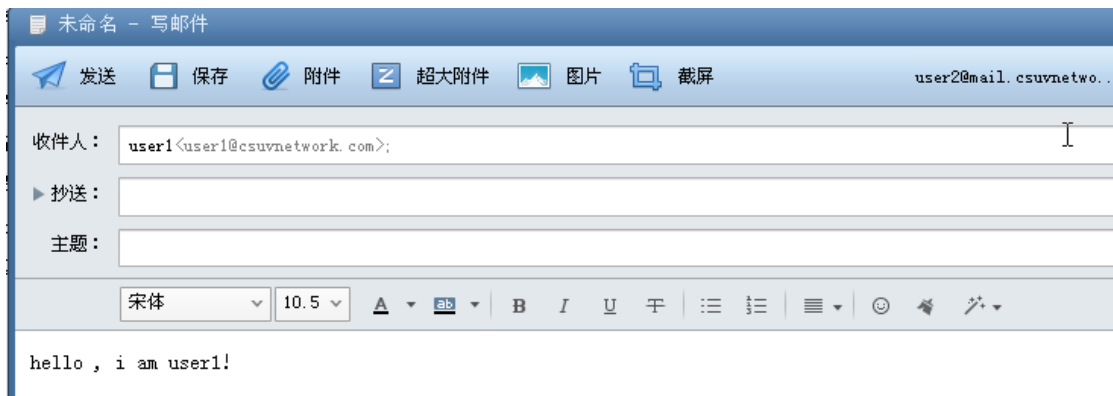 未命名 - 写邮件
发送 保存 附件 超大附件 图片 截屏 user2@mail.csuvnetwo..
收件人： user1<user1@csuvnetwork.com>;
抄送：
主题：
宋体 10.5 A ab B I U
hello , i am user1!